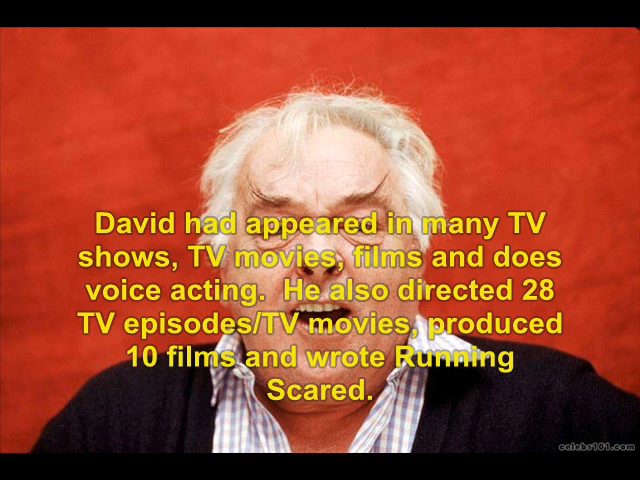 David had appeared in many TV
shows, TV movies, films and does
voice acting.  He also directed 28
TV episodes/TV movies, produced
10 films and wrote Running
Scared.
celebs101.com